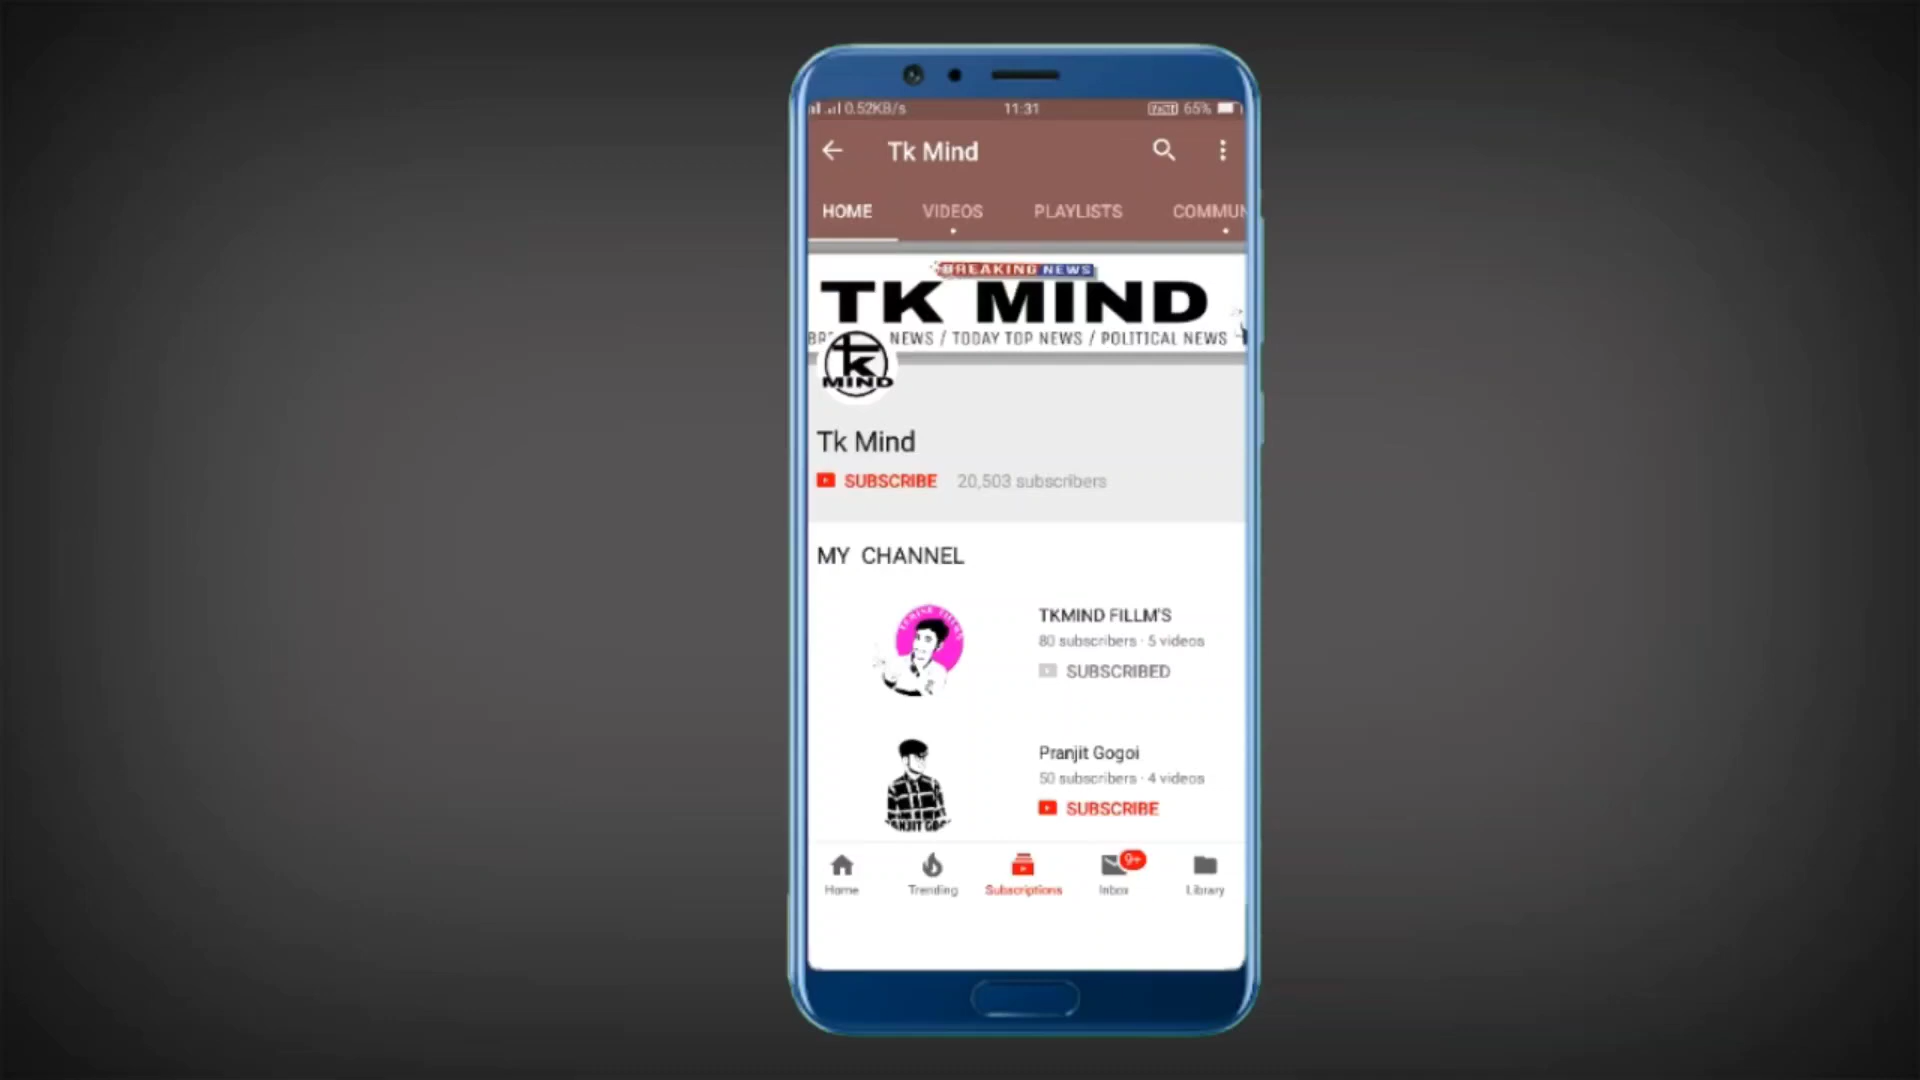 0.52KB/s 11:31 65%
Tk Mind
HOME VIDEOS PLAYLISTS COMMUN
BREAKING NEWS
TK MIND
NEWS / TODAY TOP NEWS / POLITICAL NEWS
tk
MIND
Tk Mind
SUBSCRIBE 20,503 subscribers
MY CHANNEL
TKMIND FILLM'S
80 subscribers · 5 videos
SUBSCRIBED
Pranjit Gogoi
50 subscribers · 4 videos
SUBSCRIBE
9+
Home Trending Subscriptions Inbox Library